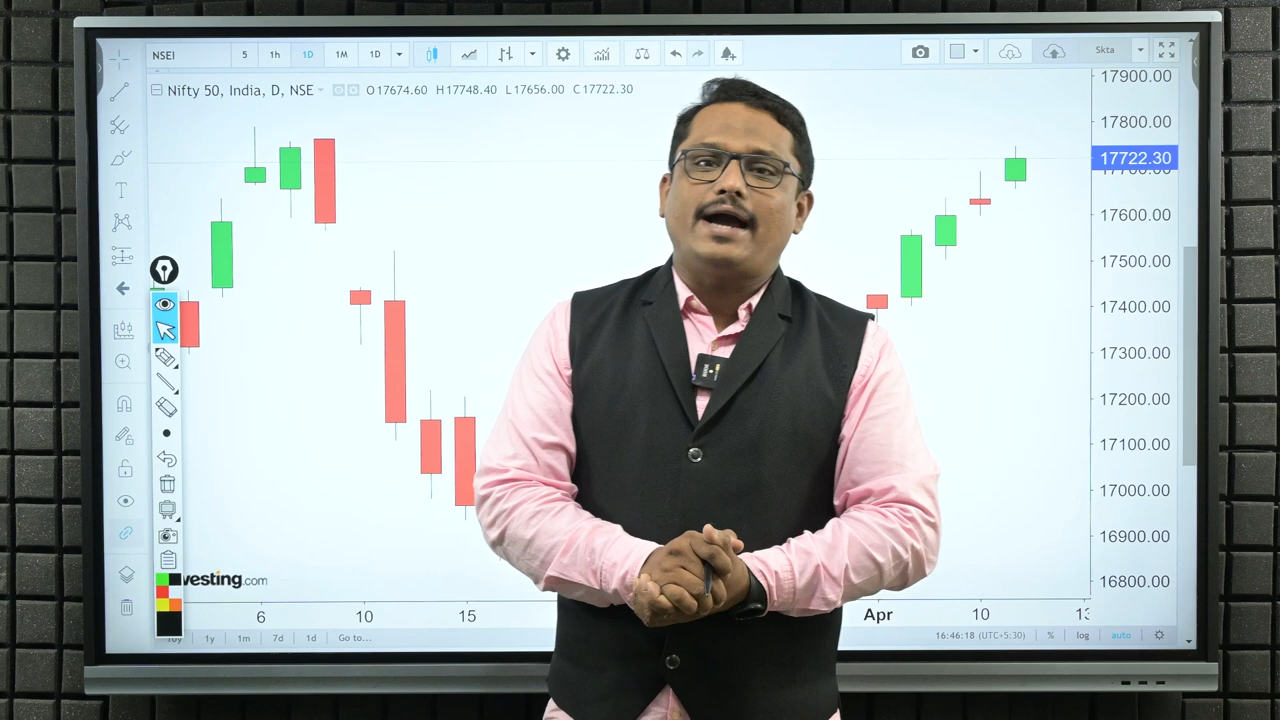 NSEI 5 1h 1D 1M 1D Skta
Nifty 50, India, D, NSE O17674.60 H17748.40 L17656.00 C17722.30
17900.00
17800.00
17722.30
17600.00
17500.00
17400.00
17300.00
17200.00
17100.00
17000.00
16900.00
16800.00
vesting.com
6 10 15 Apr 10
1y 1m 7d 1d Go to... 16:46:18 (UTC+5:30) % log auto